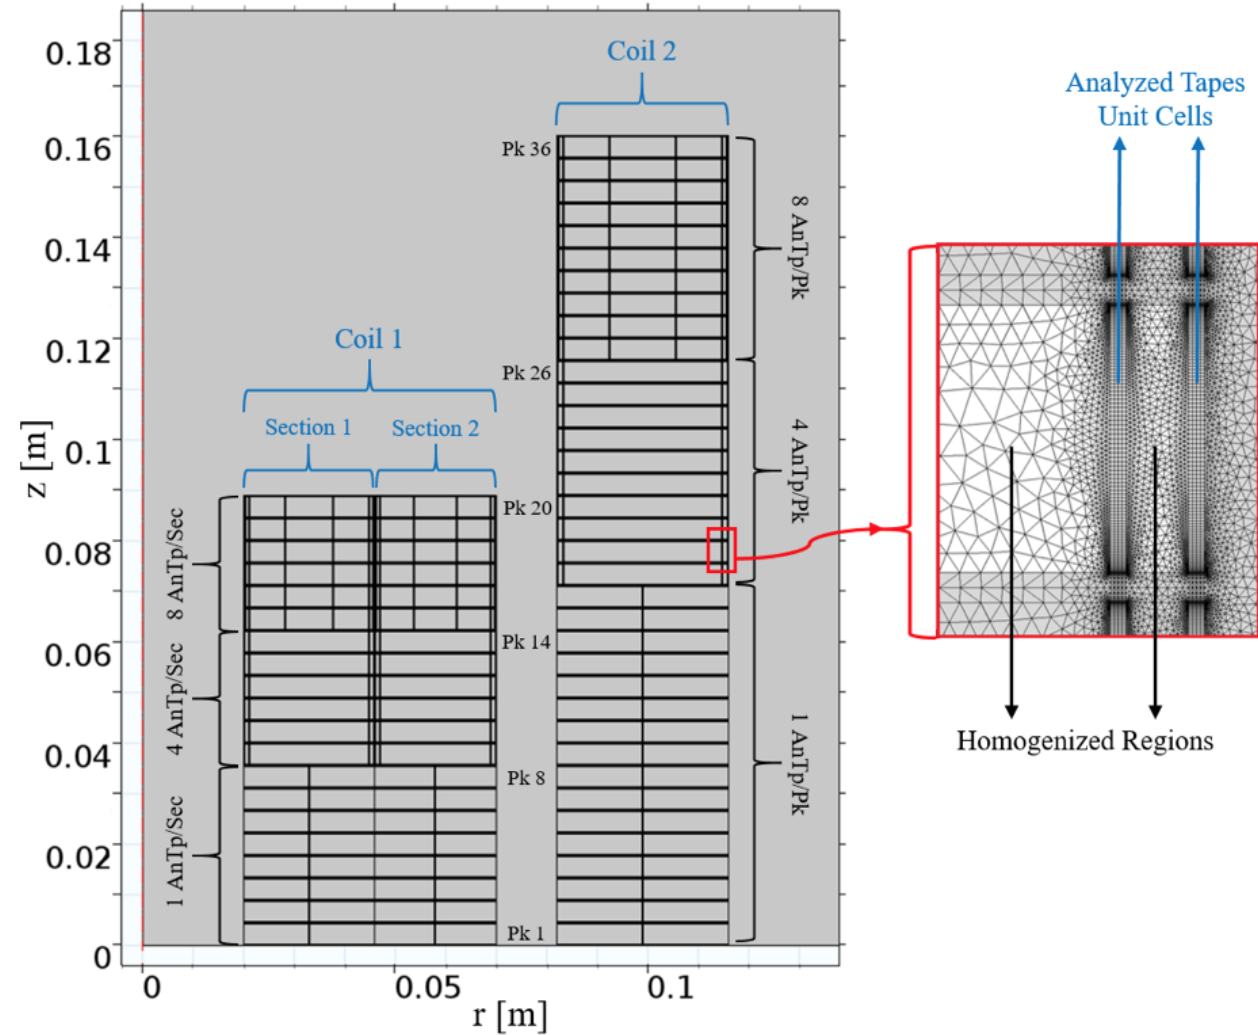 0.18
0.16
0.14
0.12
0.1
0.08
0.06
0.04
0.02
0
z [m]
0
0.05
0.1
r [m]
Coil 2
Pk 36
8 AnTp/Pk
Coil 1
Pk 26
Section 1
Section 2
4 AnTp/Pk
Pk 20
8 AnTp/Sec
Pk 14
4 AnTp/Sec
Pk 8
1 AnTp/Pk
1 AnTp/Sec
Pk 1
Analyzed Tapes
Unit Cells
Homogenized Regions